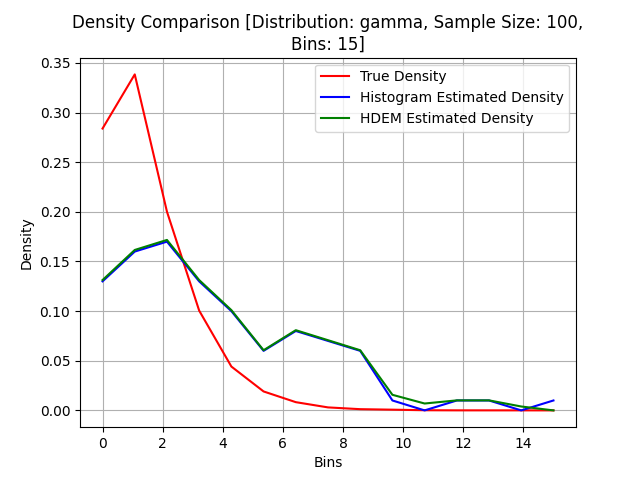 Density Comparison [Distribution: gamma, Sample Size: 100,
Bins: 15]
True Density
Histogram Estimated Density
HDEM Estimated Density
Density
0.35
0.30
0.25
0.20
0.15
0.10
0.05
0.00
0 2 4 6 8 10 12 14
Bins